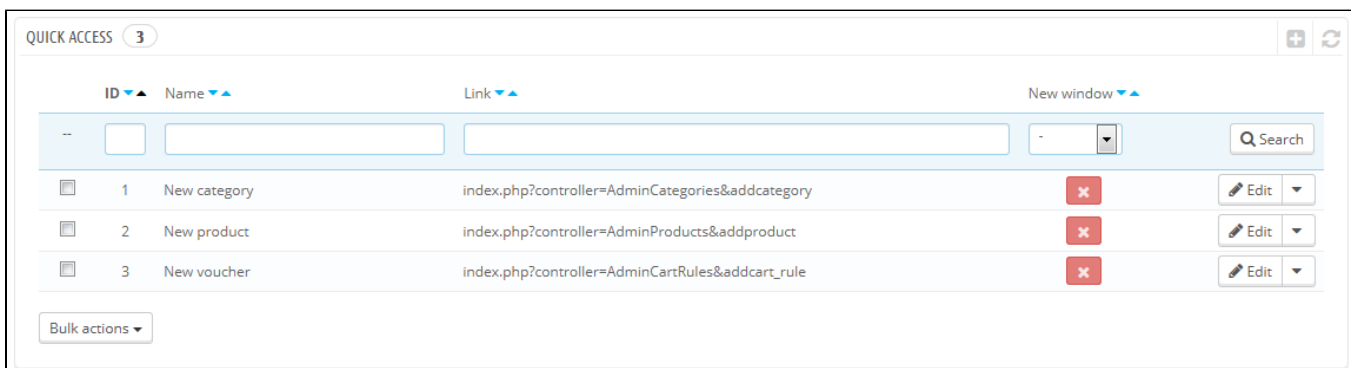 QUICK ACCESS 3
ID Name Link New window
-- - Search
1 New category index.php?controller=AdminCategories&addcategory Edit
2 New product index.php?controller=AdminProducts&addproduct Edit
3 New voucher index.php?controller=AdminCartRules&addcart_rule Edit
Bulk actions